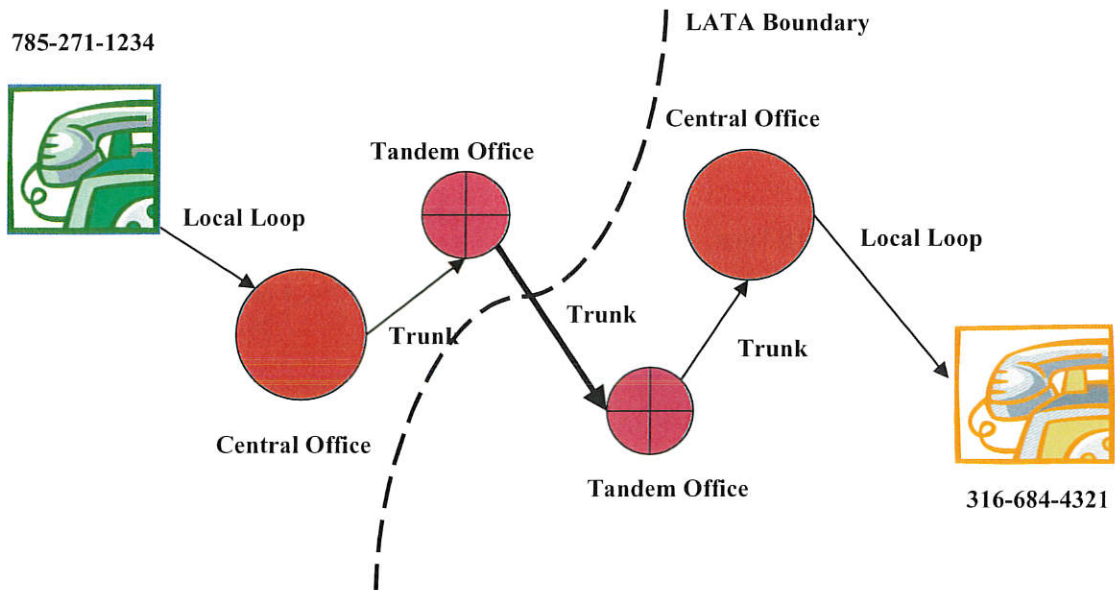 LATA Boundary
785-271-1234
Central Office
Tandem Office
Local Loop
Local Loop
Trunk
Trunk
Trunk
Central Office
Tandem Office
316-684-4321